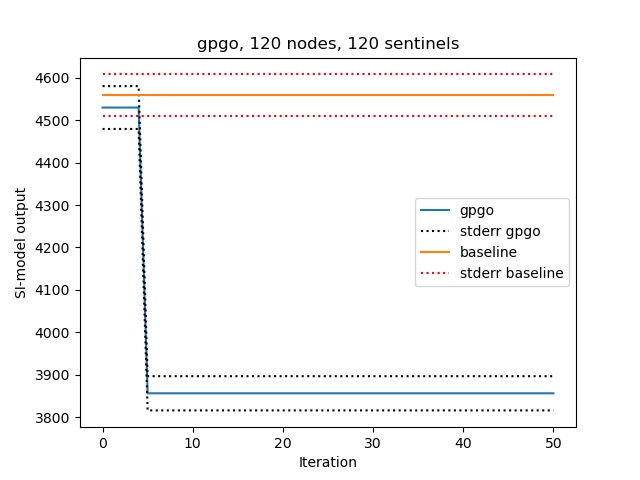 gpgo, 120 nodes, 120 sentinels
4600
4500
4400
4300
4200
4100
4000
3900
3800
SI-model output
gpgo
stderr gpgo
baseline
stderr baseline
0 10 20 30 40 50
Iteration